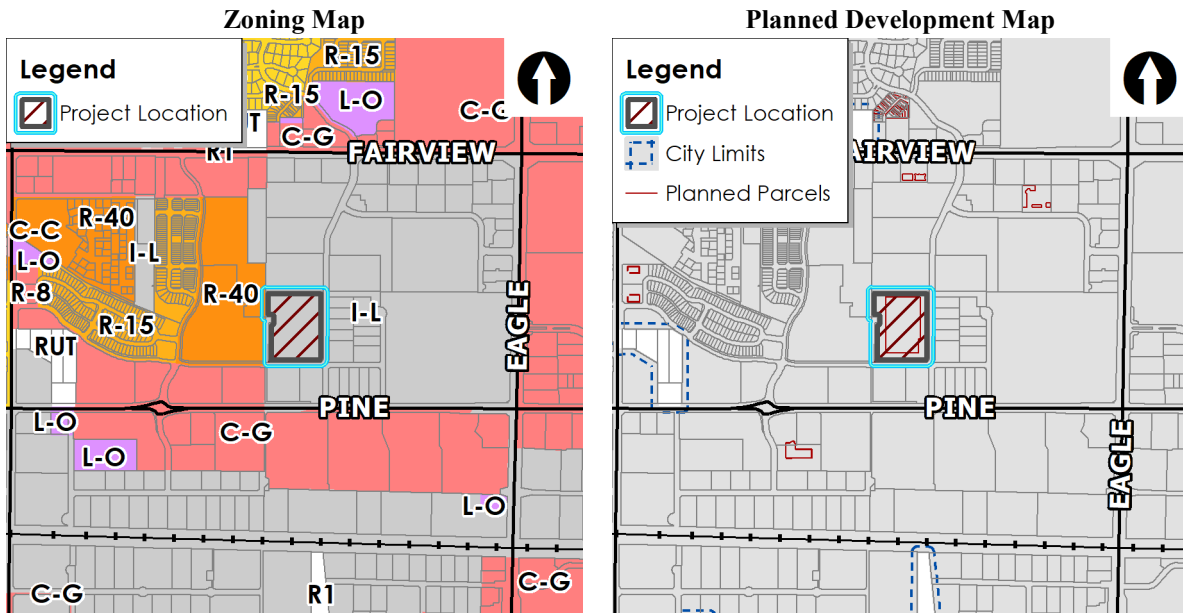 Zoning Map
Legend
Project Location
R-15
R-15
L-O
C-G
UT
C-G
R1
FAIRVIEW
R-40
C-C
L-O
I-L
R-8
R-40
I-L
R-15
RUT
EAGLE
PINE
L-O
C-G
L-O
L-O
C-G
R1
C-G
Planned Development Map
Legend
Project Location
City Limits
Planned Parcels
AIRVIEW
PINE
EAGLE